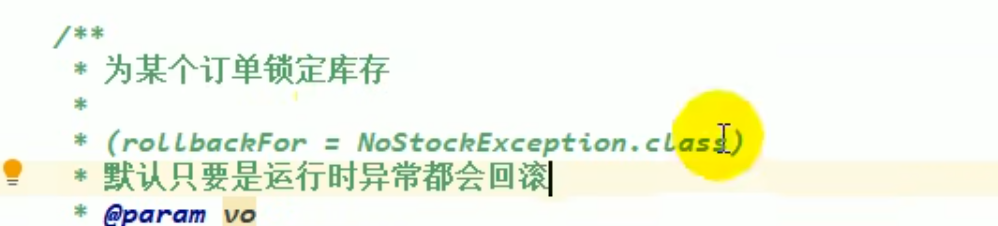 /**
* 为某个订单锁定库存
*
* (rollbackFor = NoStockException.class)
* 默认只要是运行时异常都会回滚
* @param vo